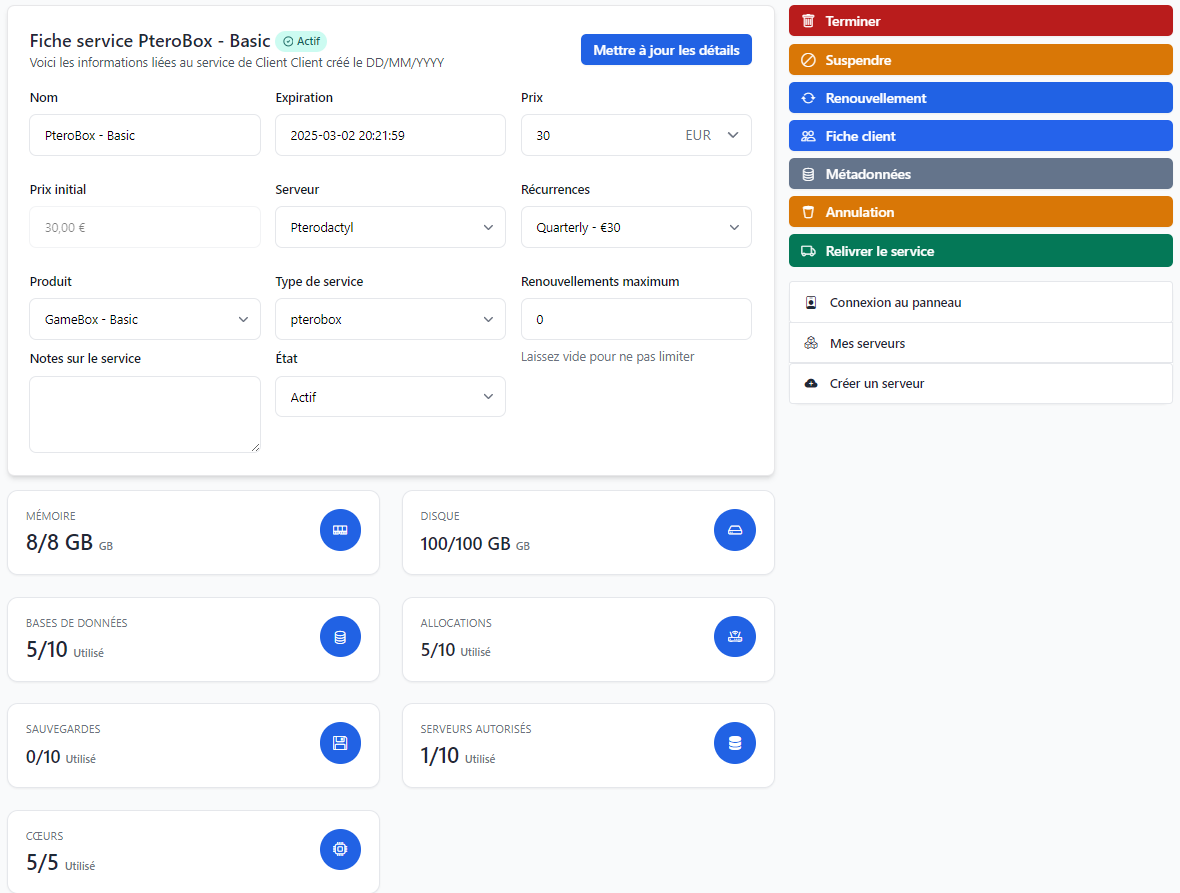 Fiche service PteroBox - Basic Actif
Voici les informations liées au service de Client Client créé le DD/MM/YYYY
Mettre à jour les détails
Nom
PteroBox - Basic
Expiration
2025-03-02 20:21:59
Prix
30 EUR
Prix initial
30,00 €
Serveur
Pterodactyl
Récurrences
Quarterly - €30
Produit
GameBox - Basic
Type de service
pterobox
Renouvellements maximum
0
Laissez vide pour ne pas limiter
Notes sur le service
État
Actif
MÉMOIRE
8/8 GB GB
DISQUE
100/100 GB GB
BASES DE DONNÉES
5/10 Utilisé
ALLOCATIONS
5/10 Utilisé
SAUVEGARDES
0/10 Utilisé
SERVEURS AUTORISÉS
1/10 Utilisé
CŒURS
5/5 Utilisé
Terminer
Suspendre
Renouvellement
Fiche client
Métadonnées
Annulation
Relivrer le service
Connexion au panneau
Mes serveurs
Créer un serveur